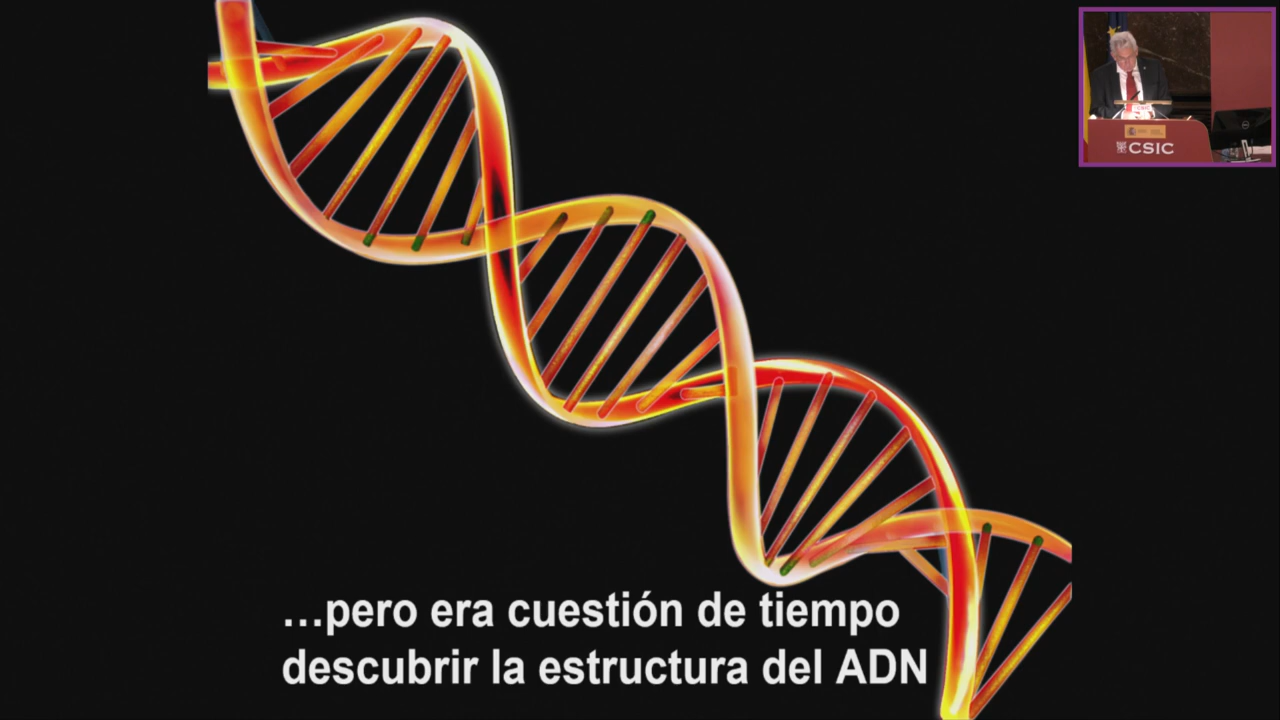 CSIC
…pero era cuestión de tiempo
descubrir la estructura del ADN